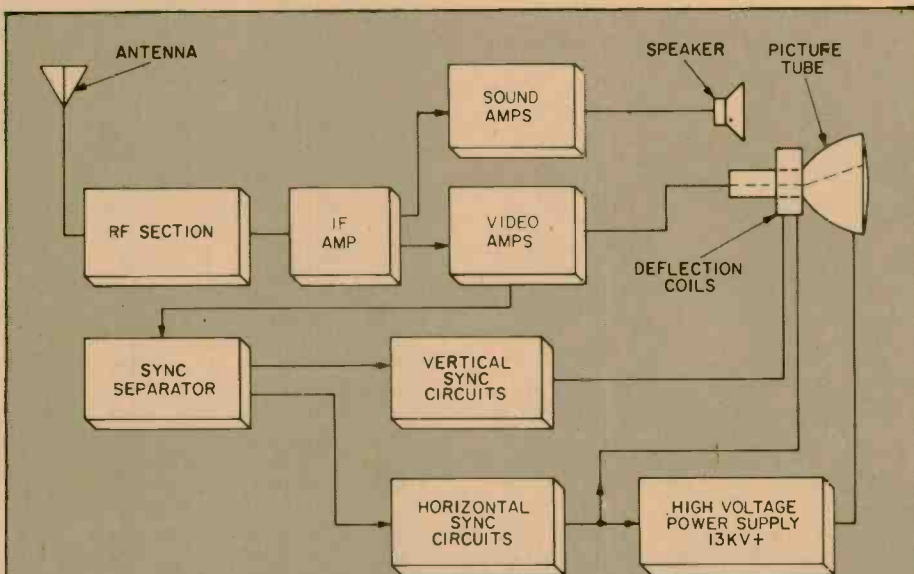 ANTENNA
SPEAKER
PICTURE
TUBE
SOUND
AMPS
RF SECTION
IF
AMP
VIDEO
AMPS
DEFLECTION
COILS
SYNC
SEPARATOR
VERTICAL
SYNC
CIRCUITS
HORIZONTAL
SYNC
CIRCUITS
HIGH VOLTAGE
POWER SUPPLY
13KV+